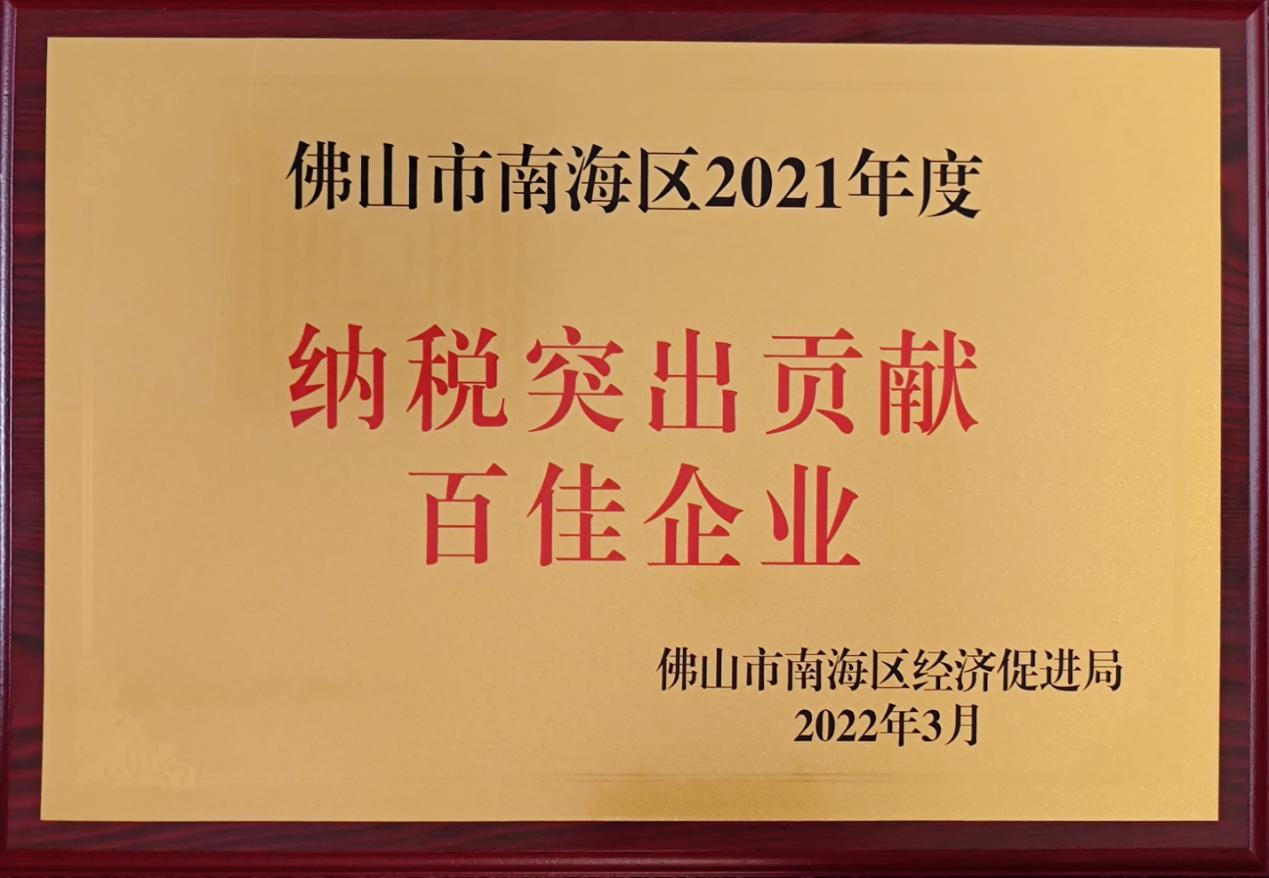 佛山市南海区2021年度
纳税突出贡献
百佳企业
佛山市南海区经济促进局
2022年3月